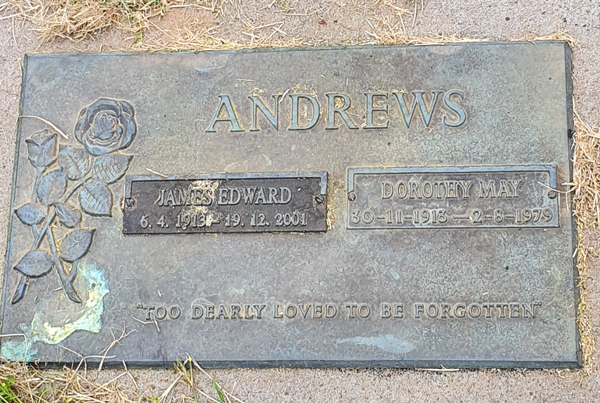 ANDREWS
JAMES EDWARD
6. 4. 1913 - 19. 12. 2001
DOROTHY MAY
30-11-1913 - 2-8-1979
"TOO DEARLY LOVED TO BE FORGOTTEN"